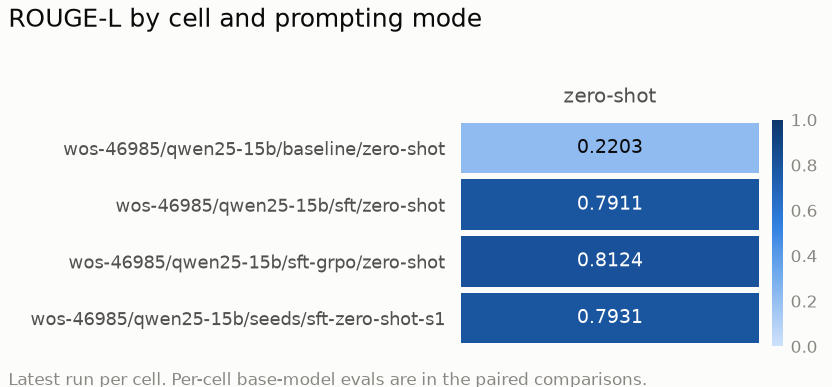 ROUGE-L by cell and prompting mode
zero-shot
wos-46985/qwen25-15b/baseline/zero-shot 0.2203
wos-46985/qwen25-15b/sft/zero-shot 0.7911
wos-46985/qwen25-15b/sft-grpo/zero-shot 0.8124
wos-46985/qwen25-15b/seeds/sft-zero-shot-s1 0.7931
1.0
0.8
0.6
0.4
0.2
0.0
Latest run per cell. Per-cell base-model evals are in the paired comparisons.